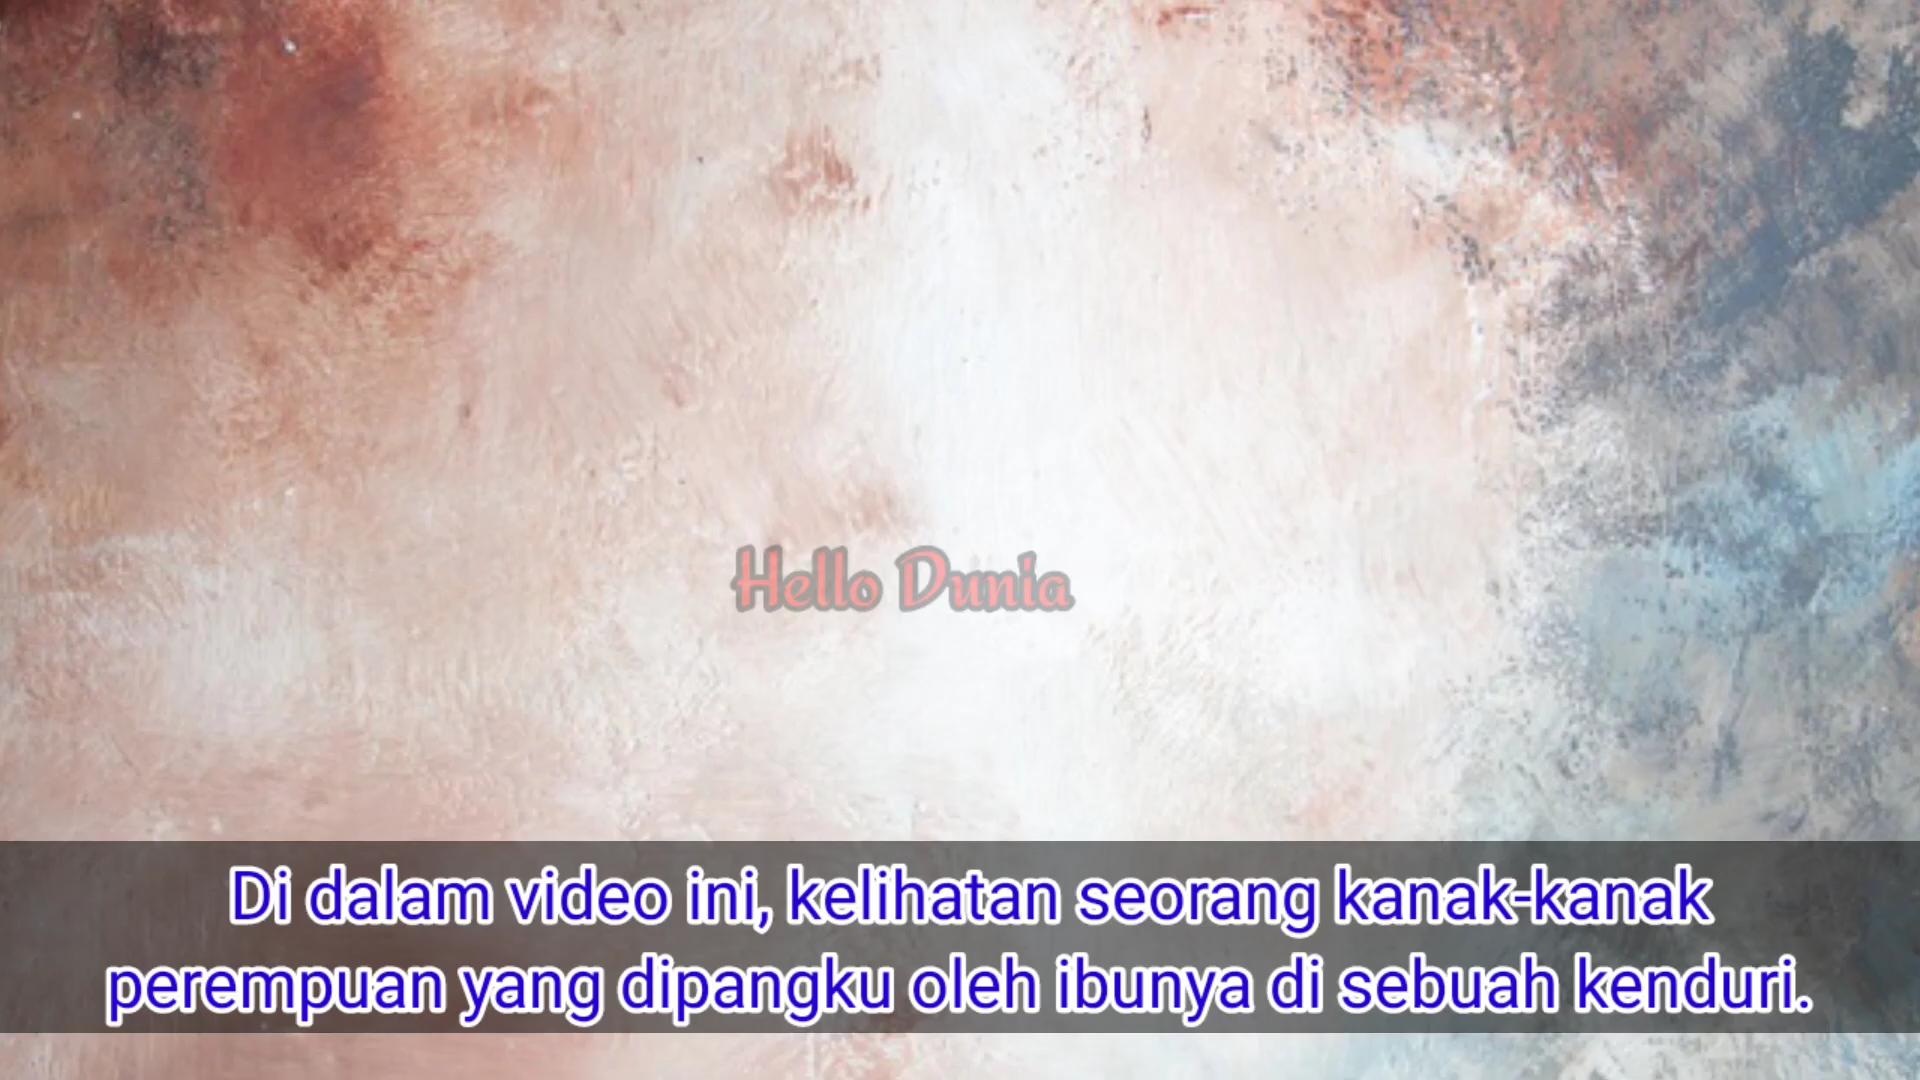 Hello Dunia
Di dalam video ini, kelihatan seorang kanak-kanak
perempuan yang dipangku oleh ibunya di sebuah kenduri.